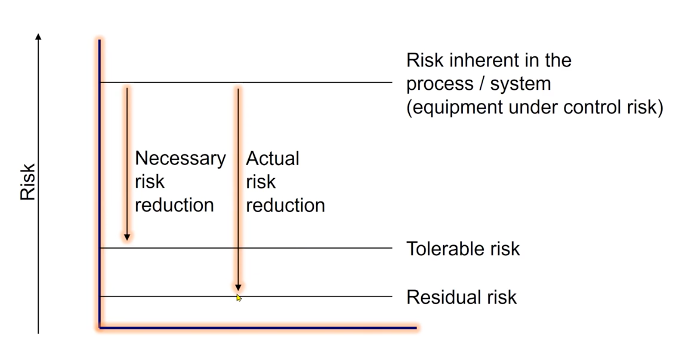 Risk inherent in the
process / system
(equipment under control risk)
Necessary
risk
reduction
Actual
risk
reduction
Risk
Tolerable risk
Residual risk